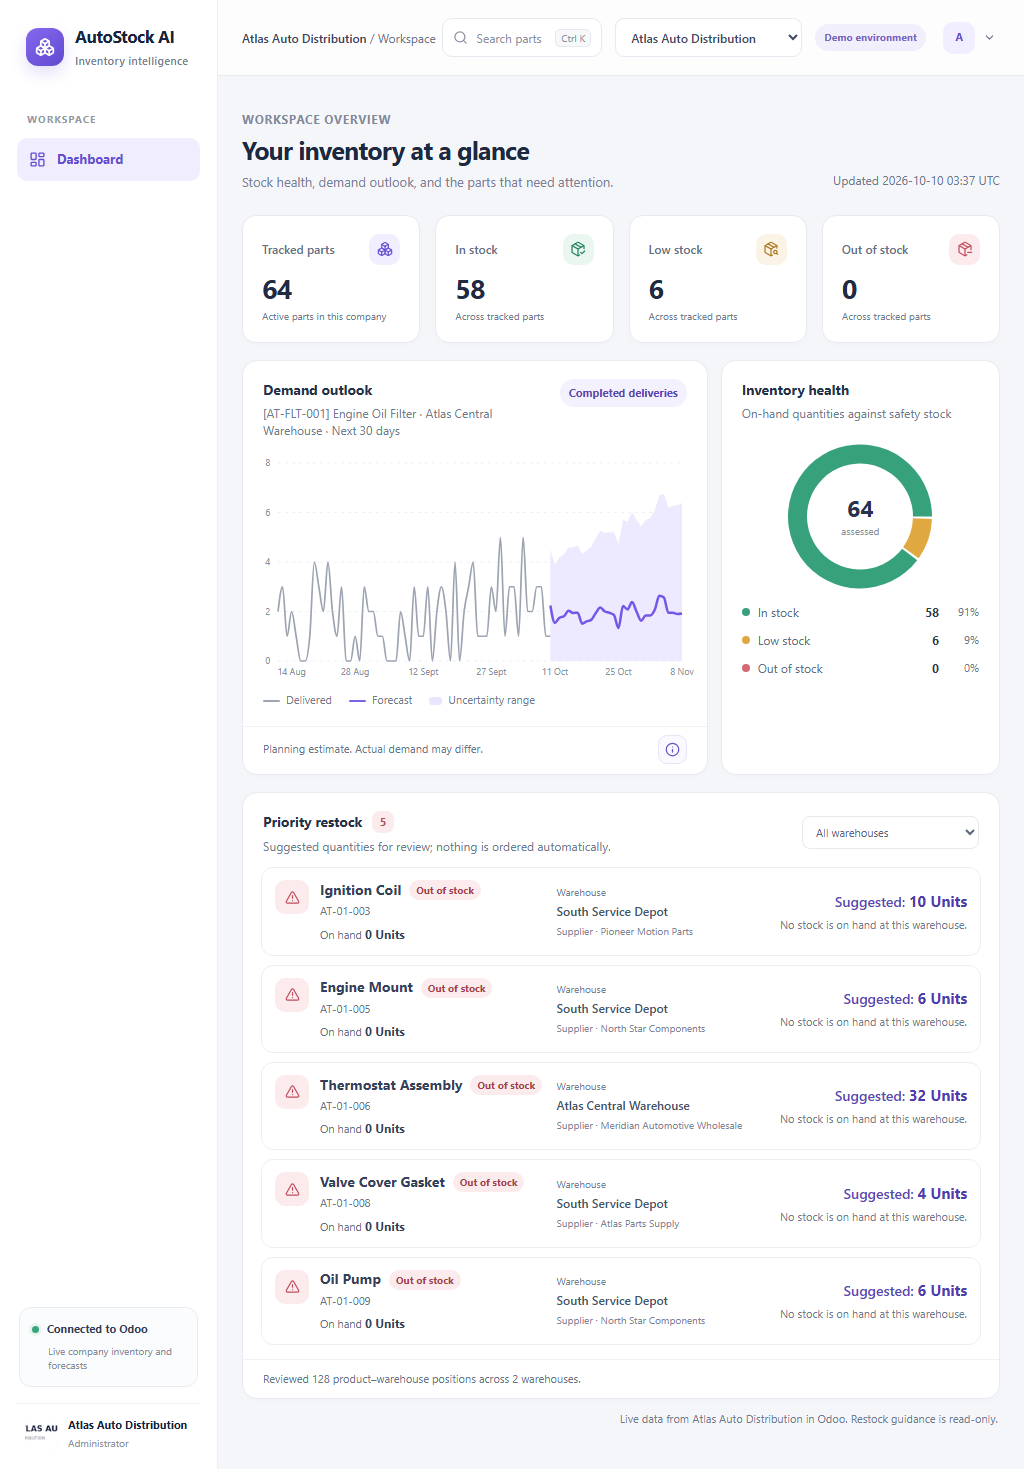 AutoStock AI
Inventory intelligence
WORKSPACE
Dashboard
Connected to Odoo
Live company inventory and
forecasts
LAS AU
Atlas Auto Distribution
Administrator
Atlas Auto Distribution / Workspace
Search parts
Ctrl K
Atlas Auto Distribution
Demo environment
A
WORKSPACE OVERVIEW
Your inventory at a glance
Stock health, demand outlook, and the parts that need attention.
Updated 2026-10-10 03:37 UTC
Tracked parts
64
Active parts in this company
In stock
58
Across tracked parts
Low stock
6
Across tracked parts
Out of stock
0
Across tracked parts
Demand outlook
Completed deliveries
[AT-FLT-001] Engine Oil Filter · Atlas Central
Warehouse · Next 30 days
8
6
4
2
0
14 Aug 28 Aug 12 Sept 27 Sept 11 Oct 25 Oct 8 Nov
Delivered Forecast Uncertainty range
Planning estimate. Actual demand may differ.
Inventory health
On-hand quantities against safety stock
64
assessed
In stock 58 91%
Low stock 6 9%
Out of stock 0 0%
Priority restock 5
Suggested quantities for review; nothing is ordered automatically.
All warehouses
Ignition Coil Out of stock
AT-01-003
On hand 0 Units
Warehouse
South Service Depot
Supplier · Pioneer Motion Parts
Suggested: 10 Units
No stock is on hand at this warehouse.
Engine Mount Out of stock
AT-01-005
On hand 0 Units
Warehouse
South Service Depot
Supplier · North Star Components
Suggested: 6 Units
No stock is on hand at this warehouse.
Thermostat Assembly Out of stock
AT-01-006
On hand 0 Units
Warehouse
Atlas Central Warehouse
Supplier · Meridian Automotive Wholesale
Suggested: 32 Units
No stock is on hand at this warehouse.
Valve Cover Gasket Out of stock
AT-01-008
On hand 0 Units
Warehouse
South Service Depot
Supplier · Atlas Parts Supply
Suggested: 4 Units
No stock is on hand at this warehouse.
Oil Pump Out of stock
AT-01-009
On hand 0 Units
Warehouse
South Service Depot
Supplier · North Star Components
Suggested: 6 Units
No stock is on hand at this warehouse.
Reviewed 128 product–warehouse positions across 2 warehouses.
Live data from Atlas Auto Distribution in Odoo. Restock guidance is read-only.